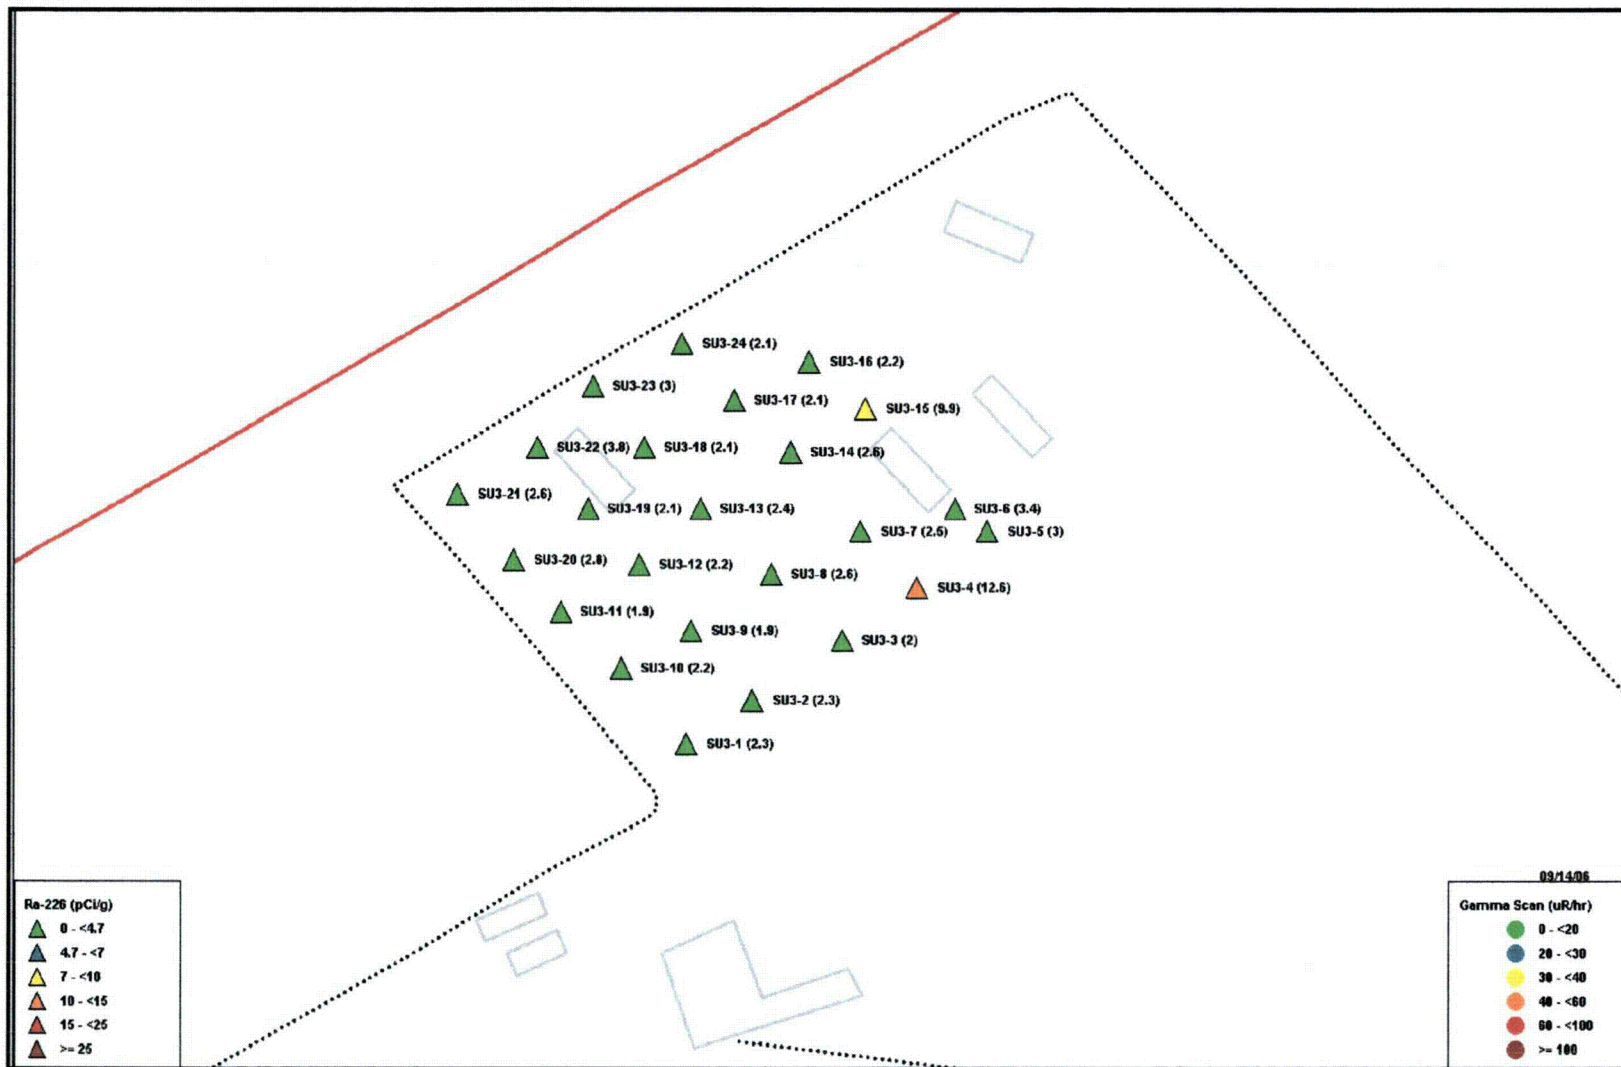 SU3-24 (2.1)
SU3-16 (2.2)
SU3-23 (3)
SU3-17 (2.1)
SU3-15 (9.9)
SU3-22 (3.8)
SU3-18 (2.1)
SU3-14 (2.6)
SU3-21 (2.6)
SU3-19 (2.1)
SU3-13 (2.4)
SU3-6 (3.4)
SU3-7 (2.5)
SU3-5 (3)
SU3-20 (2.8)
SU3-12 (2.2)
SU3-8 (2.6)
SU3-4 (12.6)
SU3-11 (1.9)
SU3-9 (1.9)
SU3-3 (2)
SU3-10 (2.2)
SU3-2 (2.3)
SU3-1 (2.3)
Ra-226 (pCi/g)
0 - <4.7
4.7 - <7
7 - <10
10 - <15
15 - <25
>= 25
09/14/06
Gamma Scan (uR/hr)
0 - <20
20 - <30
30 - <40
40 - <60
60 - <100
>= 100